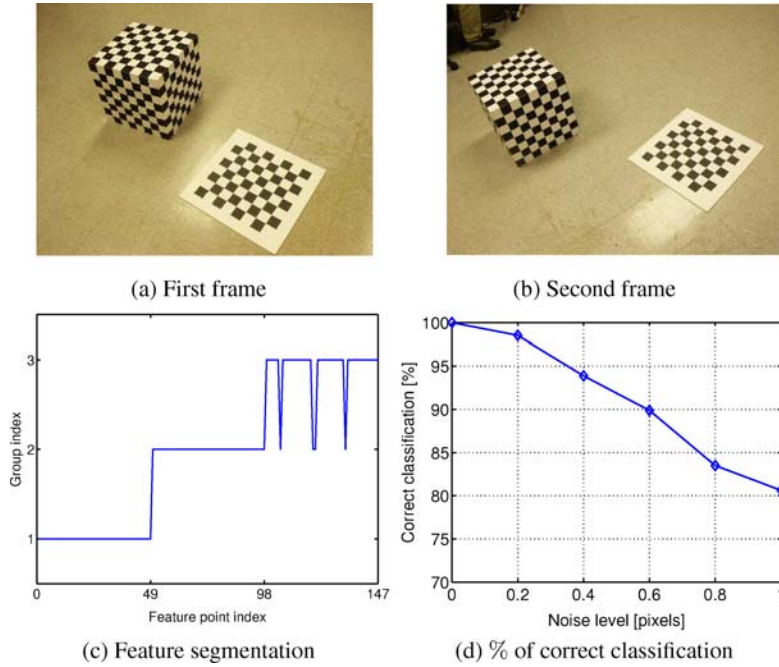 (a) First frame
(b) Second frame
Group index
3
2
1
0
49
98
147
Feature point index
(c) Feature segmentation
Correct classification [%]
100
95
90
85
80
75
70
0
0.2
0.4
0.6
0.8
Noise level [pixels]
(d) % of correct classification